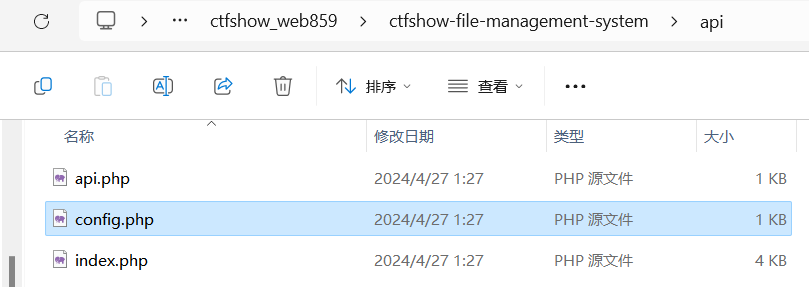 ctfshow_web859 ctfshow-file-management-system api
排序 查看
名称 修改日期 类型 大小
api.php 2024/4/27 1:27 PHP 源文件 1 KB
config.php 2024/4/27 1:27 PHP 源文件 1 KB
index.php 2024/4/27 1:27 PHP 源文件 4 KB